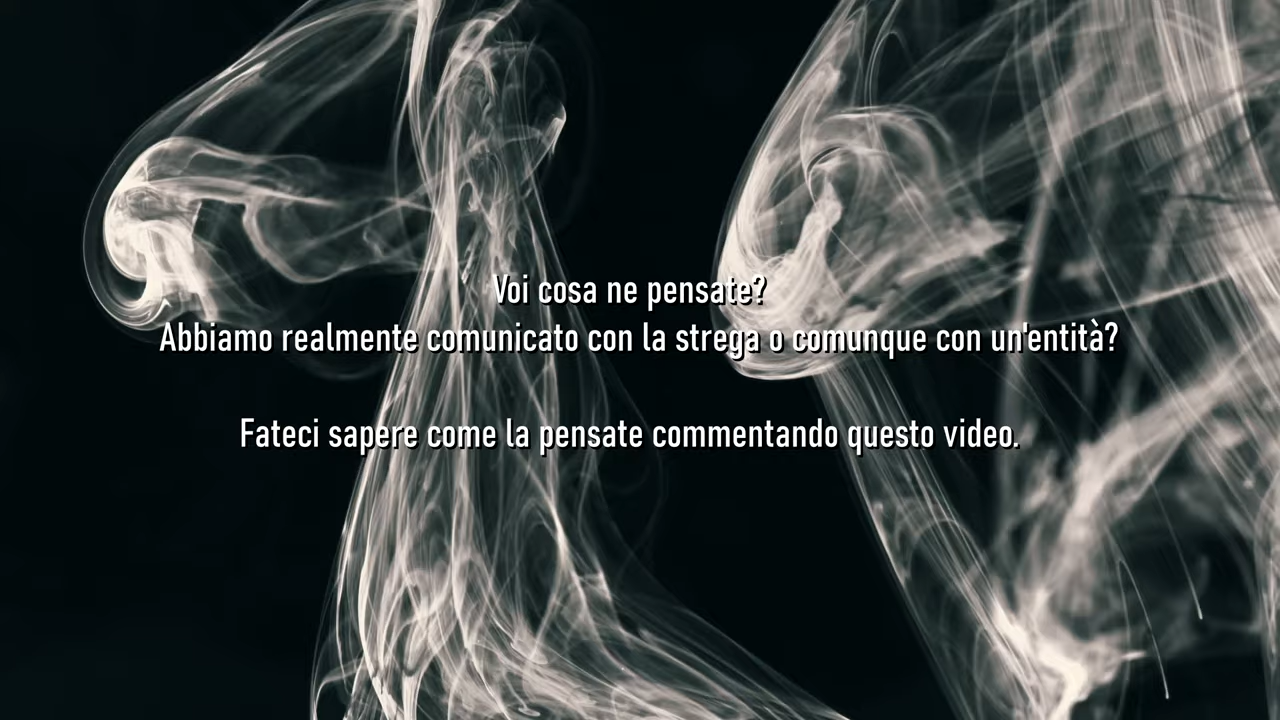 Voi cosa ne pensate?
Abbiamo realmente comunicato con la strega o comunque con un'entità?
Fateci sapere come la pensate commentando questo video.